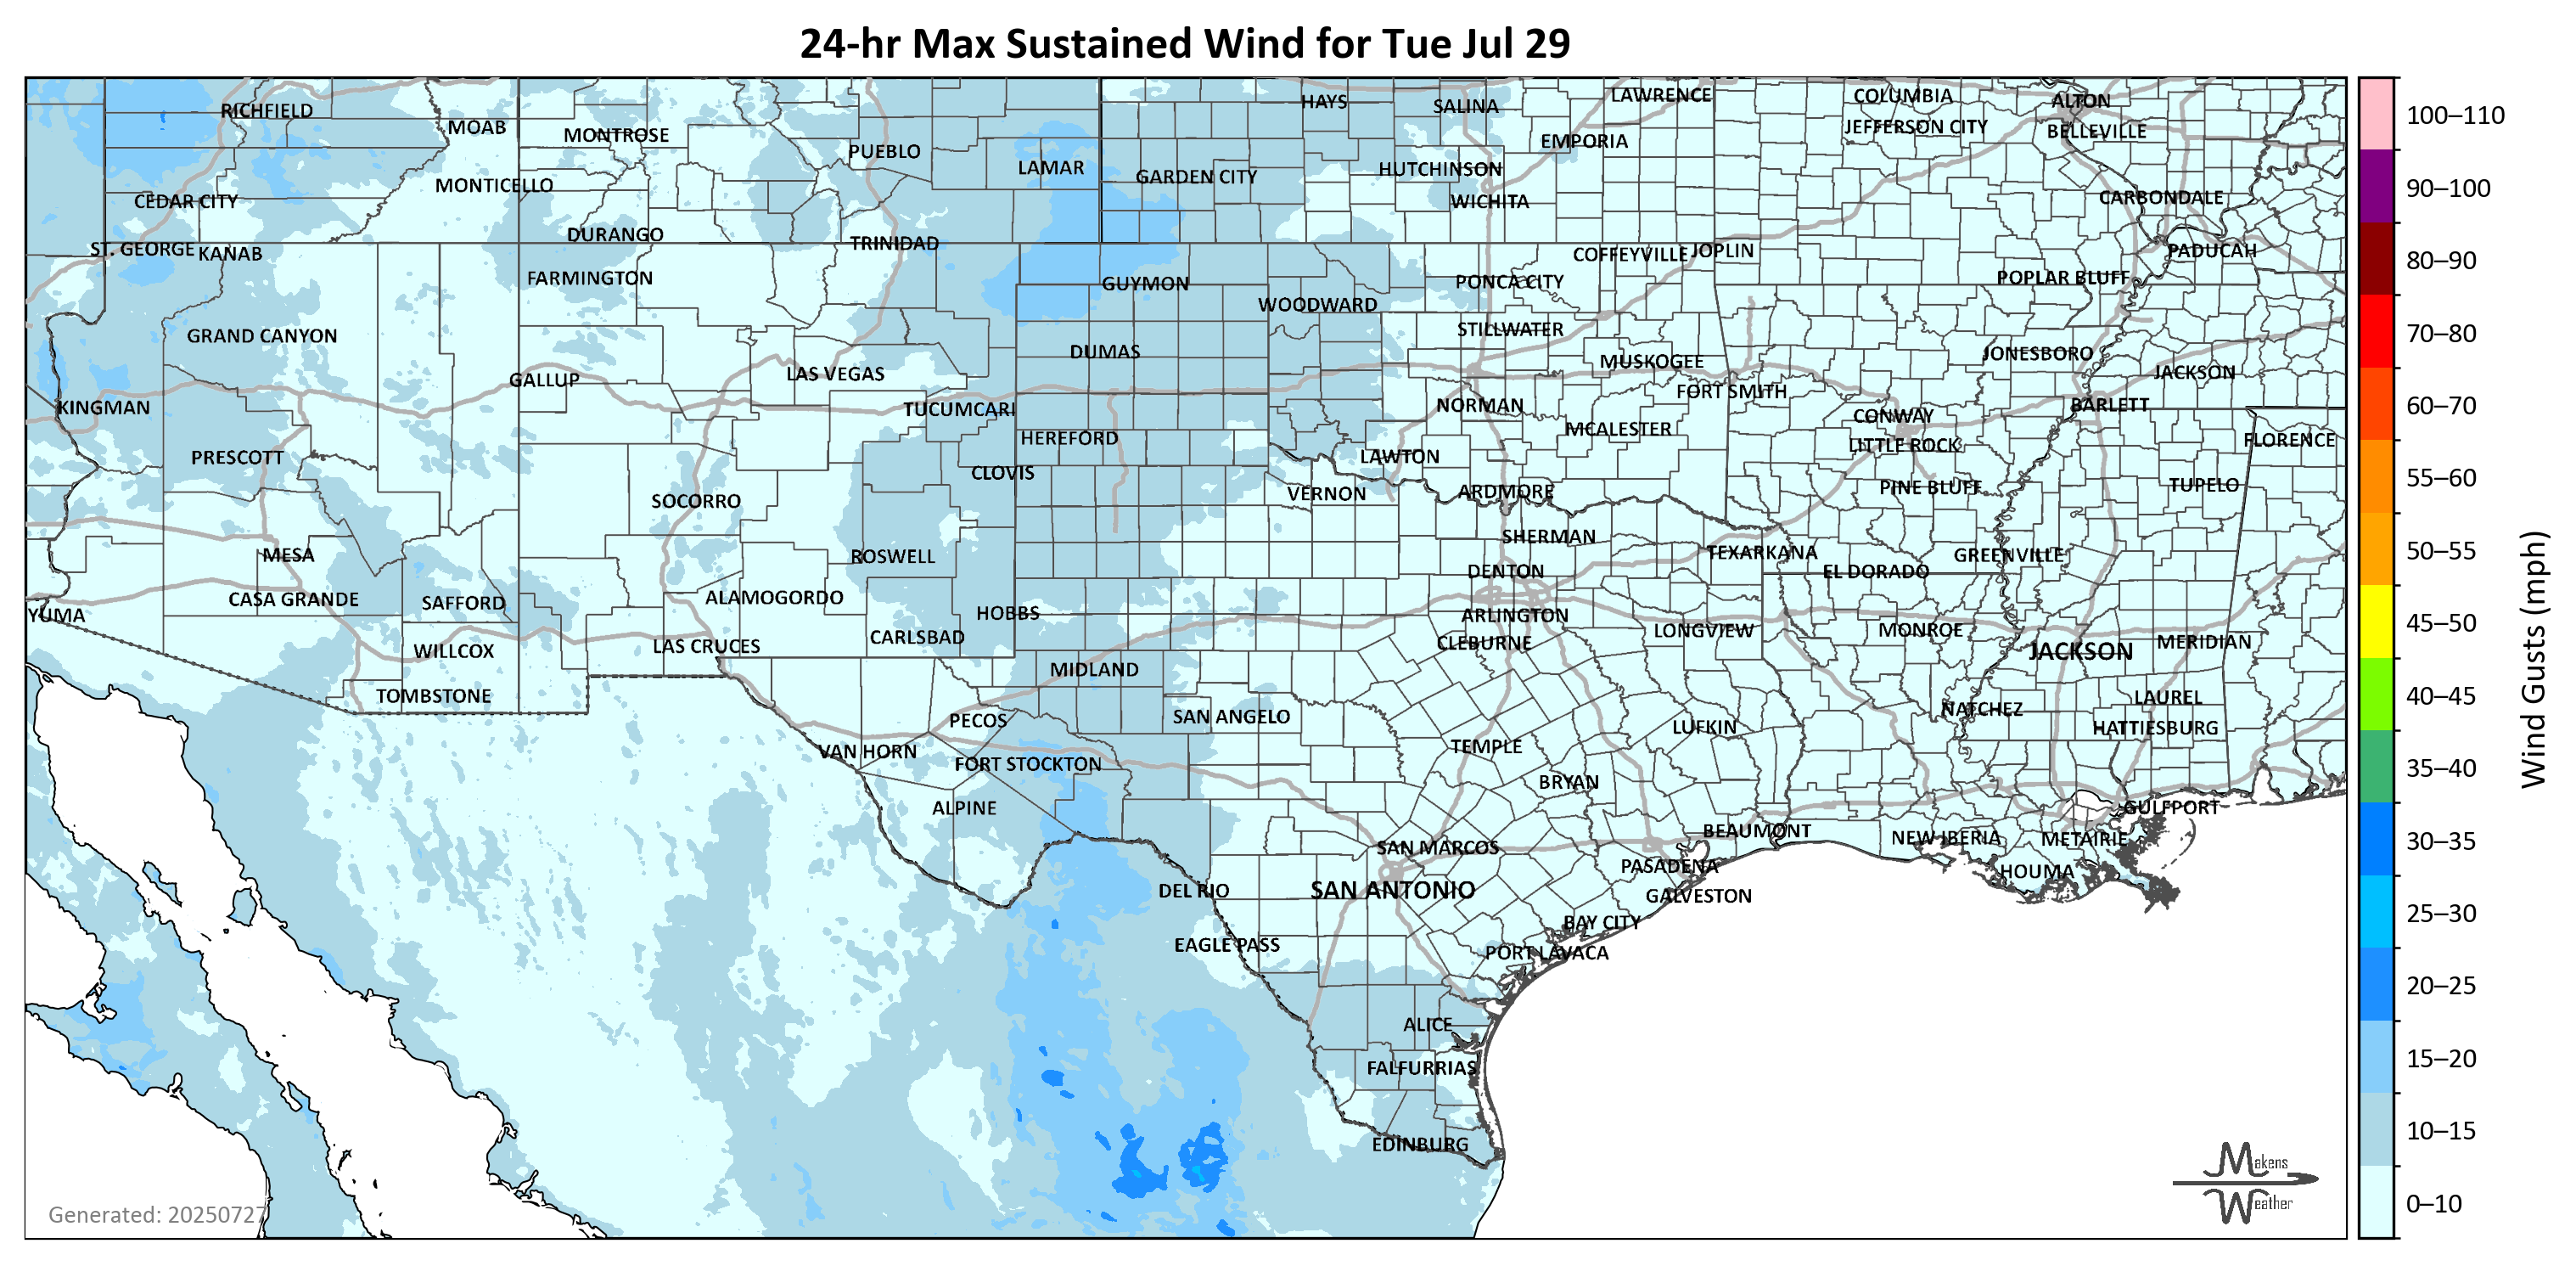 24-hr Max Sustained Wind for Tue Jul 29
RICHFIELD
MOAB
MONTROSE
PUEBLO
LAMAR
HAYS
SALINA
LAWRENCE
COLUMBIA
ALTON
EMPORIA
JEFFERSON CITY
BELLEVILLE
CEDAR CITY
MONTICELLO
GARDEN CITY
HUTCHINSON
WICHITA
CARBONDALE
ST. GEORGE
KANAB
DURANGO
TRINIDAD
COFFEYVILLE
JOPLIN
PADUCAH
FARMINGTON
GUYMON
PONCA CITY
POPLAR BLUFF
WOODWARD
GRAND CANYON
DUMAS
STILLWATER
MUSKOGEE
JONESBORO
GALLUP
LAS VEGAS
FORT SMITH
JACKSON
KINGMAN
TUCUMCARI
NORMAN
CONWAY
BARLETT
HEREFORD
MCALESTER
LITTLE ROCK
FLORENCE
PRESCOTT
CLOVIS
LAWTON
SOCORRO
VERNON
ARDMORE
PINE BLUFF
TUPELO
MESA
ROSWELL
SHERMAN
TEXARKANA
GREENVILLE
DENTON
EL DORADO
YUMA
CASA GRANDE
SAFFORD
ALAMOGORDO
HOBBS
ARLINGTON
WILLCOX
LAS CRUCES
CARLSBAD
CLEBURNE
LONGVIEW
MONROE
JACKSON
MERIDIAN
TOMBSTONE
MIDLAND
PECOS
SAN ANGELO
LUFKIN
NATCHEZ
LAUREL
HATTIESBURG
VAN HORN
FORT STOCKTON
TEMPLE
BRYAN
ALPINE
GULFPORT
SAN MARCOS
BEAUMONT
NEW IBERIA
METAIRIE
DEL RIO
SAN ANTONIO
PASADENA
HOUMA
GALVESTON
EAGLE PASS
BAY CITY
PORT LAVACA
ALICE
FALFURRIAS
EDINBURG
Generated: 20250727
Makens
Weather
100–110
90–100
80–90
70–80
60–70
55–60
50–55
45–50
40–45
35–40
30–35
25–30
20–25
15–20
10–15
0–10
Wind Gusts (mph)